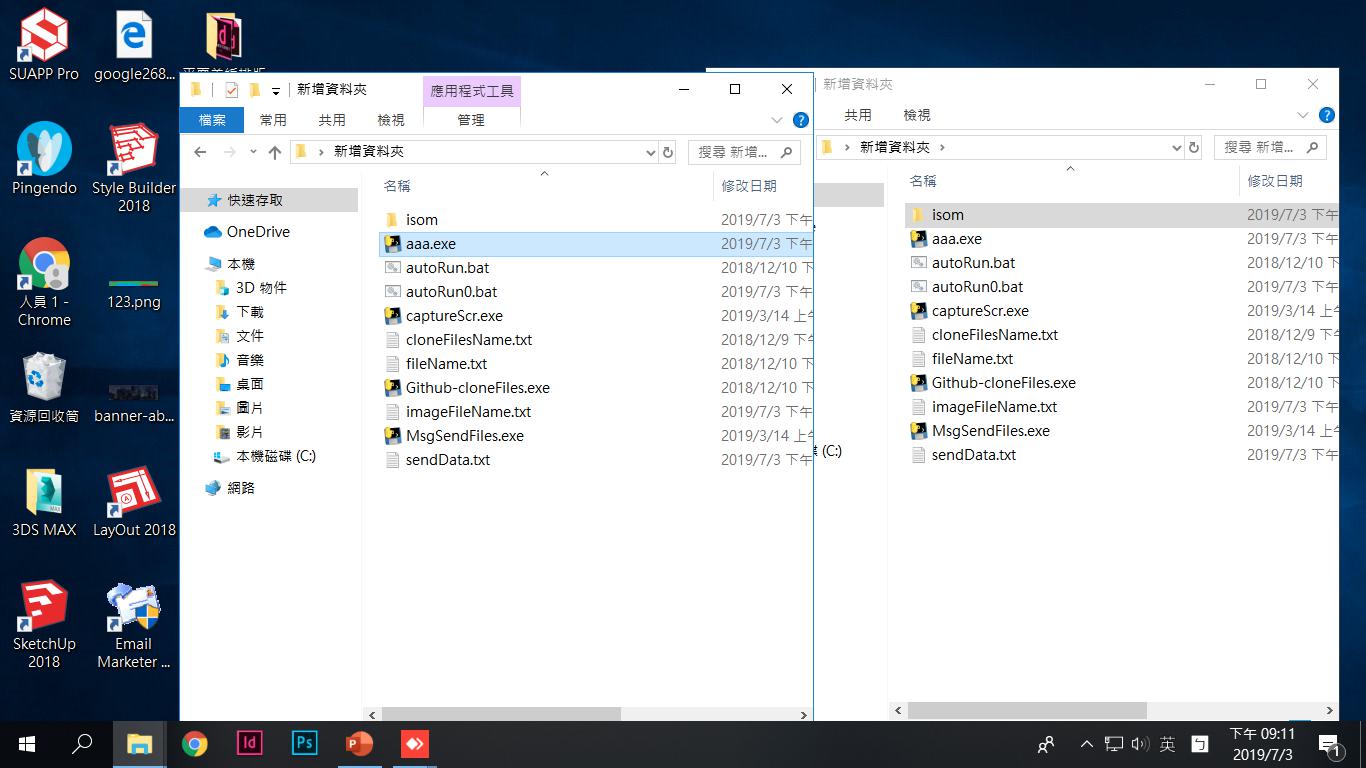 SUAPP Pro
google268...
Pingendo
Style Builder
2018
人員 1 -
Chrome
123.png
資源回收筒
banner-ab...
3DS MAX
LayOut 2018
SketchUp
2018
Email
Marketer ...
新增資料夾
應用程式工具
檔案
常用
共用
檢視
管理
新增資料夾
搜尋 新增...
快速存取
OneDrive
本機
3D 物件
下載
文件
音樂
桌面
圖片
影片
本機磁碟 (C:)
網路
名稱
修改日期
isom
2019/7/3 下午
aaa.exe
2019/7/3 下午
autoRun.bat
2018/12/10 下
autoRun0.bat
2019/7/3 下午
captureScr.exe
2019/3/14 上午
cloneFilesName.txt
2018/12/9 下午
fileName.txt
2018/12/10 下
Github-cloneFiles.exe
2018/12/10 下
imageFileName.txt
2019/7/3 下午
MsgSendFiles.exe
2019/3/14 上午
sendData.txt
2019/7/3 下午
新增資料夾
共用
檢視
新增資料夾
搜尋 新增...
(C:)
名稱
修改日期
isom
2019/7/3 下午
aaa.exe
2019/7/3 下午
autoRun.bat
2018/12/10 下
autoRun0.bat
2019/7/3 下午
captureScr.exe
2019/3/14 上午
cloneFilesName.txt
2018/12/9 下午
fileName.txt
2018/12/10 下
Github-cloneFiles.exe
2018/12/10 下
imageFileName.txt
2019/7/3 下午
MsgSendFiles.exe
2019/3/14 上午
sendData.txt
2019/7/3 下午
Id
Ps
英
ㄅ
下午 09:11
2019/7/3
1